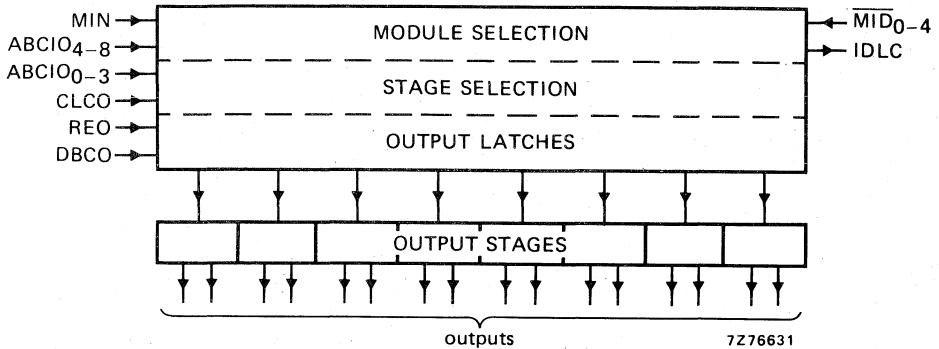 MIN
ABCIO4–8
ABCIO0–3
CLCO
REO
DBCO
MODULE SELECTION
STAGE SELECTION
OUTPUT LATCHES
M̅I̅D̅0–4
IDLC
OUTPUT STAGES
outputs
7Z76631